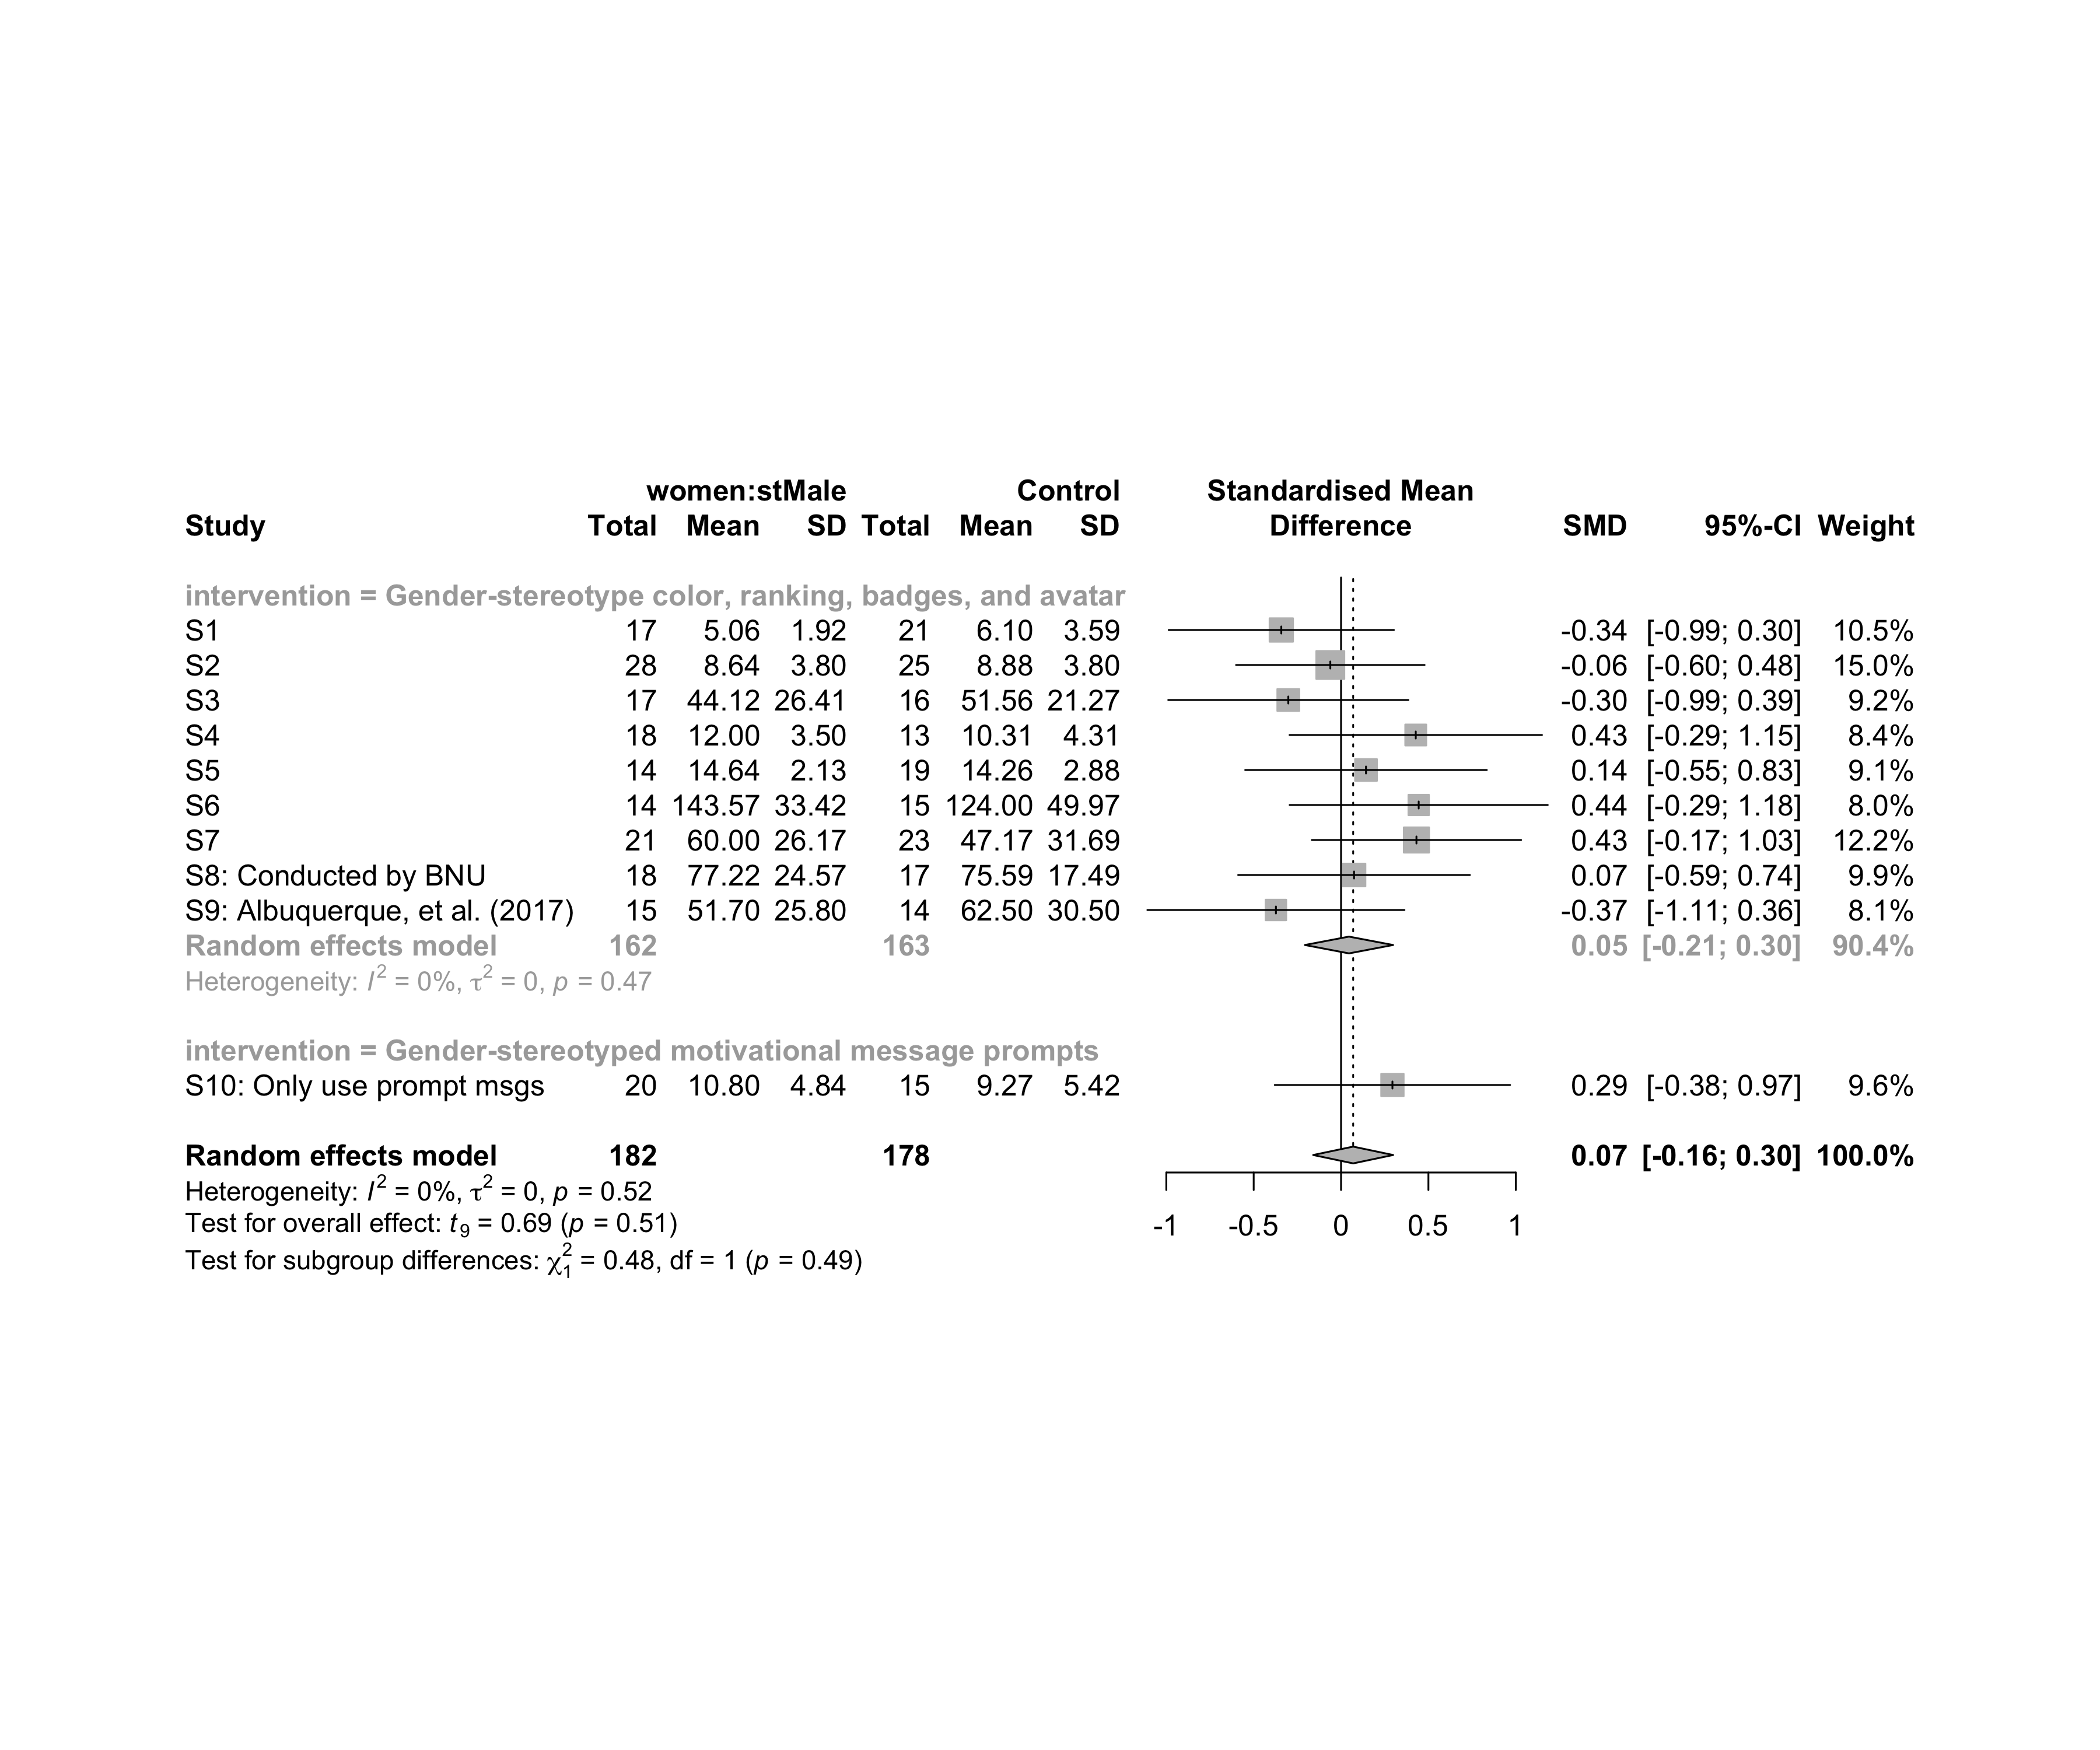 women:stMale Control Standardised Mean
Study Total Mean SD Total Mean SD Difference SMD 95%-CI Weight
intervention = Gender-stereotype color, ranking, badges, and avatar
S1 17 5.06 1.92 21 6.10 3.59 -0.34 [-0.99; 0.30] 10.5%
S2 28 8.64 3.80 25 8.88 3.80 -0.06 [-0.60; 0.48] 15.0%
S3 17 44.12 26.41 16 51.56 21.27 -0.30 [-0.99; 0.39] 9.2%
S4 18 12.00 3.50 13 10.31 4.31 0.43 [-0.29; 1.15] 8.4%
S5 14 14.64 2.13 19 14.26 2.88 0.14 [-0.55; 0.83] 9.1%
S6 14 143.57 33.42 15 124.00 49.97 0.44 [-0.29; 1.18] 8.0%
S7 21 60.00 26.17 23 47.17 31.69 0.43 [-0.17; 1.03] 12.2%
S8: Conducted by BNU 18 77.22 24.57 17 75.59 17.49 0.07 [-0.59; 0.74] 9.9%
S9: Albuquerque, et al. (2017) 15 51.70 25.80 14 62.50 30.50 -0.37 [-1.11; 0.36] 8.1%
Random effects model 162 163 0.05 [-0.21; 0.30] 90.4%
Heterogeneity: I² = 0%, τ² = 0, p = 0.47
intervention = Gender-stereotyped motivational message prompts
S10: Only use prompt msgs 20 10.80 4.84 15 9.27 5.42 0.29 [-0.38; 0.97] 9.6%
Random effects model 182 178 0.07 [-0.16; 0.30] 100.0%
Heterogeneity: I² = 0%, τ² = 0, p = 0.52
Test for overall effect: t₉ = 0.69 (p = 0.51)
-1 -0.5 0 0.5 1
Test for subgroup differences: χ²₁ = 0.48, df = 1 (p = 0.49)